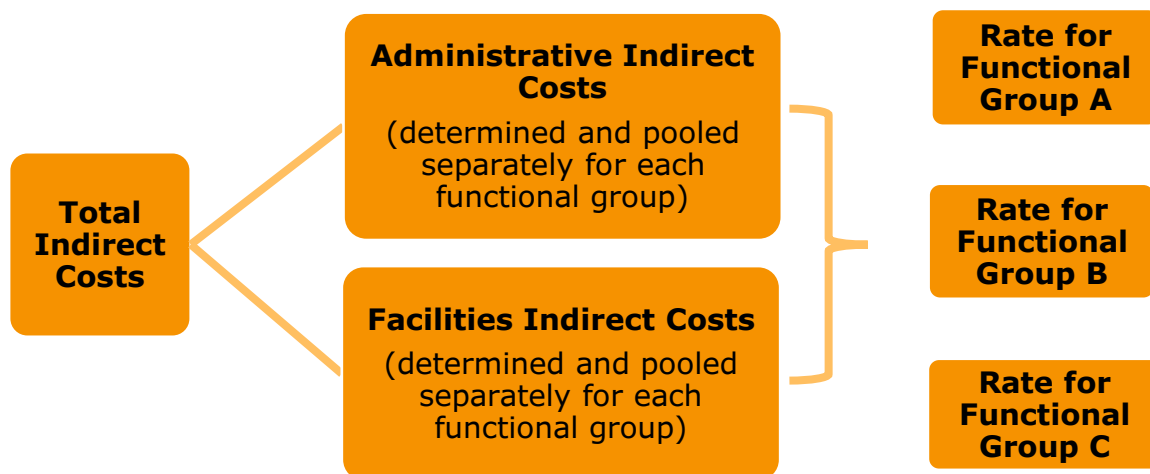 Total
Indirect
Costs
Administrative Indirect
Costs
(determined and pooled
separately for each
functional group)
Facilities Indirect Costs
(determined and pooled
separately for each
functional group)
Rate for
Functional
Group A
Rate for
Functional
Group B
Rate for
Functional
Group C